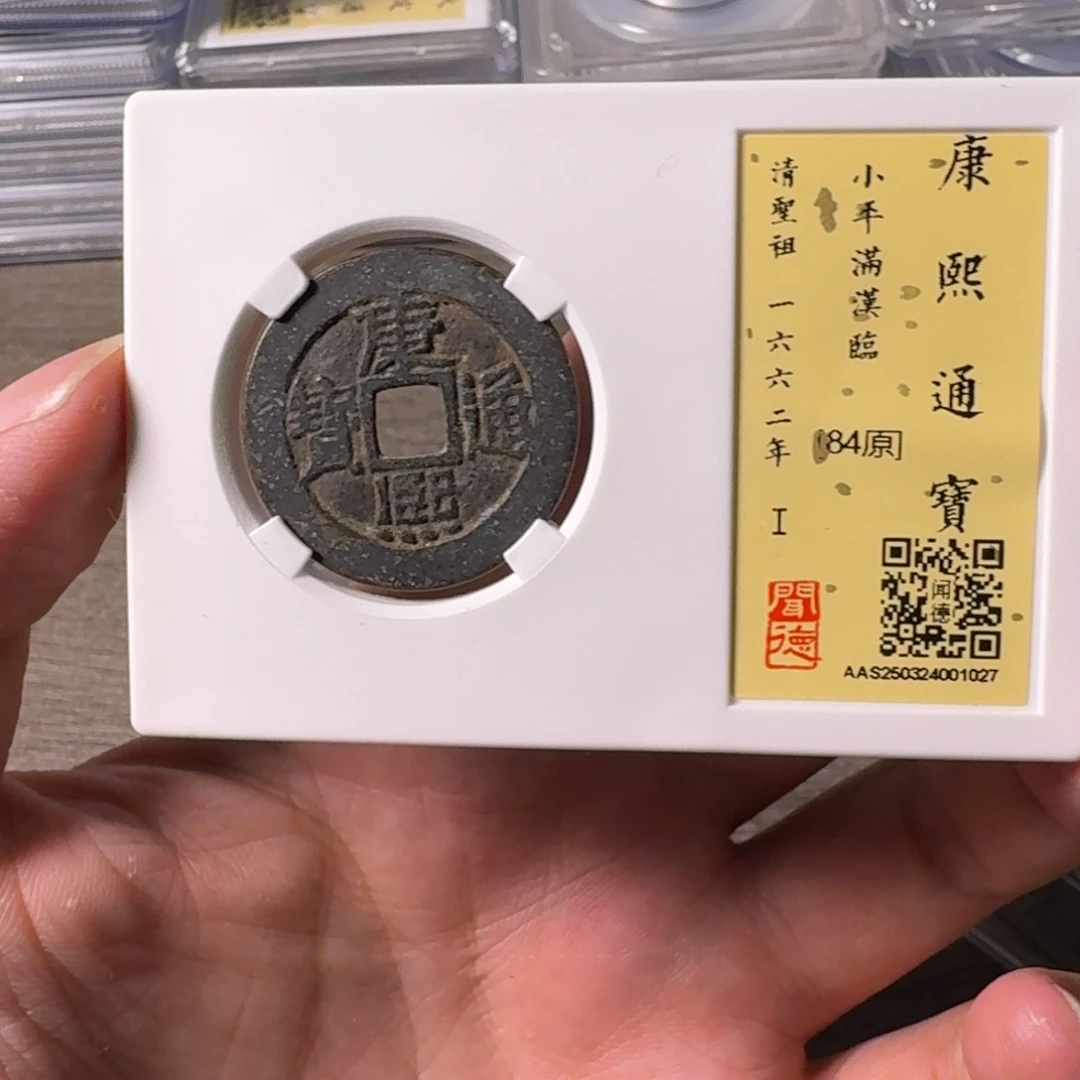 康熙通寳
康熙通寶
小平滿漢臨
84原
清聖祖 一六六二年 I
聞德
闻德
AAS250324001027